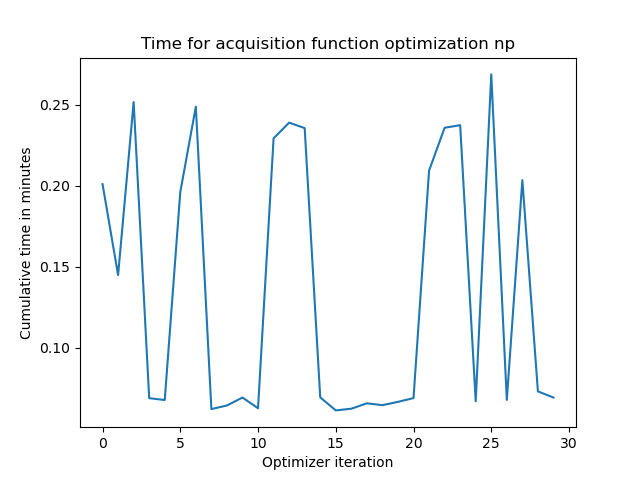 Time for acquisition function optimization np
0.25
0.20
0.15
0.10
Cumulative time in minutes
0 5 10 15 20 25 30
Optimizer iteration